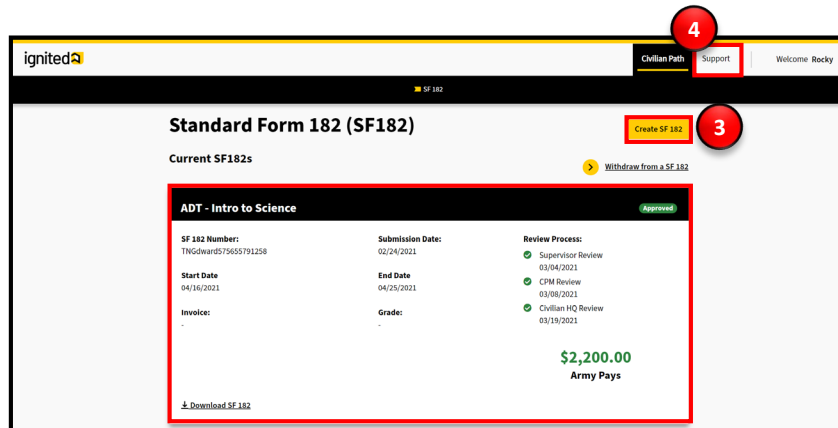 4
ignited
Civilian Path
Support
Welcome Rocky
SF 182
Standard Form 182 (SF182)
Create SF 182
3
Current SF182s
Withdraw from a SF 182
ADT - Intro to Science
Approved
SF 182 Number:
TNGdward575655791258
Submission Date:
02/24/2021
Review Process:
Supervisor Review
03/04/2021
CPM Review
03/08/2021
Civilian HQ Review
03/19/2021
Start Date
04/16/2021
End Date
04/25/2021
Invoice:
-
Grade:
-
$2,200.00
Army Pays
Download SF 182